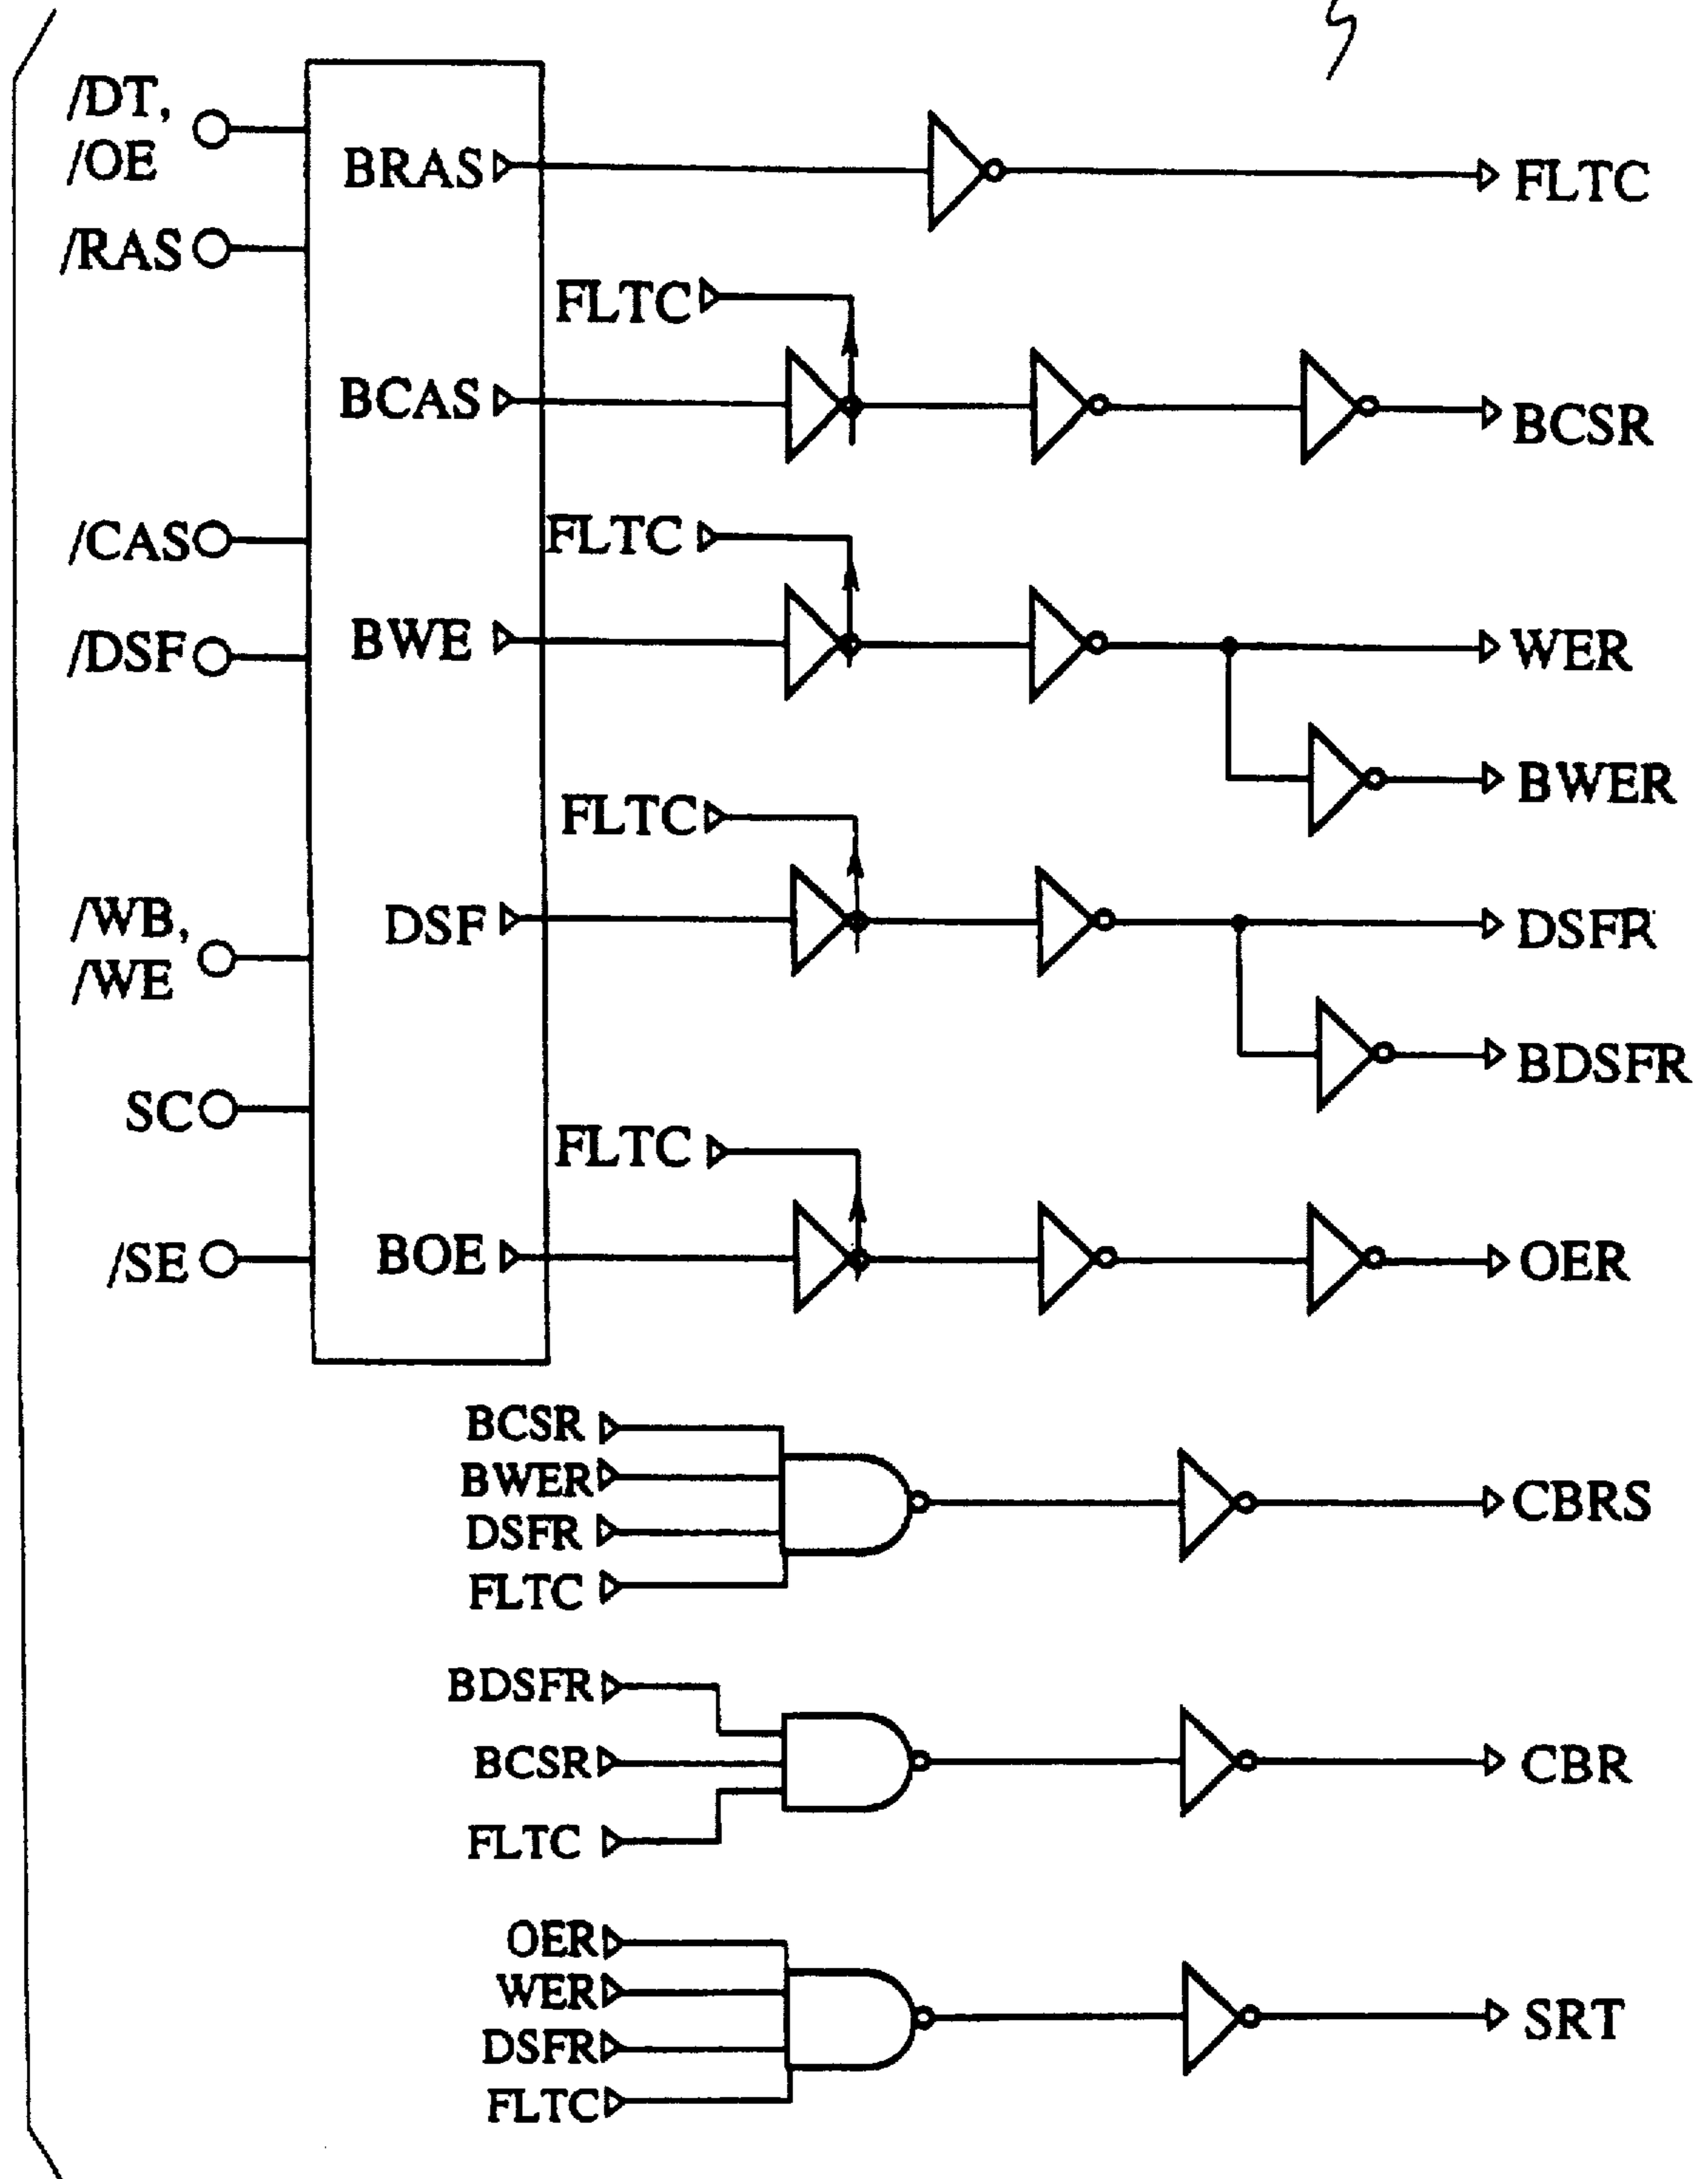 /DT,
/OE
/RAS
/CAS
/DSF
/WB,
/WE
SC
/SE
BRAS
BCAS
BWE
DSF
BOE
FLTC
FLTC
BCSR
FLTC
WER
BWER
FLTC
DSFR
BDSFR
FLTC
OER
BCSR
BWER
DSFR
FLTC
CBRS
BDSFR
BCSR
FLTC
CBR
OER
WER
DSFR
FLTC
SRT